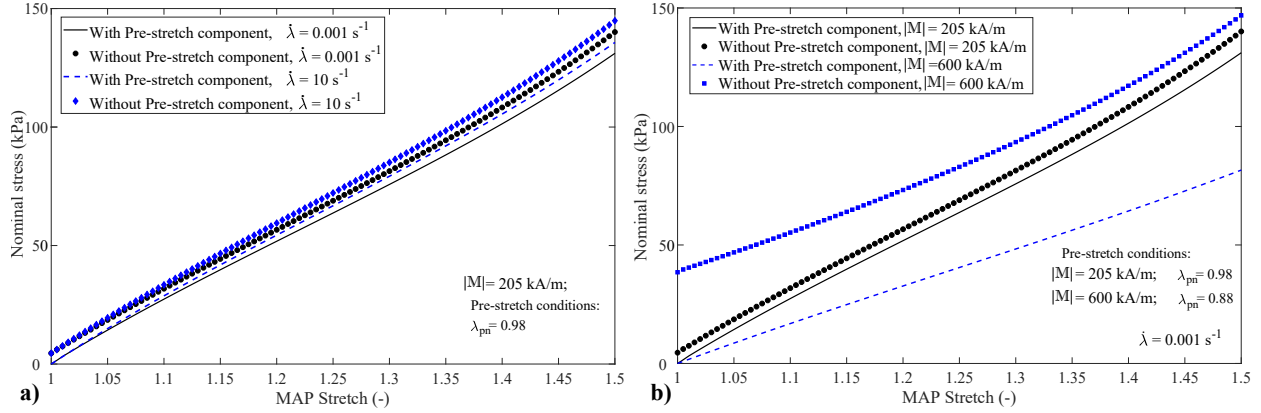 150
100
50
0
Nominal stress (kPa)
With Pre-stretch component, λ̇ = 0.001 s⁻¹
Without Pre-stretch component, λ̇ = 0.001 s⁻¹
With Pre-stretch component, λ̇ = 10 s⁻¹
Without Pre-stretch component, λ̇ = 10 s⁻¹
|M|= 205 kA/m;
Pre-stretch conditions:
λpn= 0.98
1 1.05 1.1 1.15 1.2 1.25 1.3 1.35 1.4 1.45 1.5
a) MAP Stretch (-)
150
100
50
0
Nominal stress (kPa)
With Pre-stretch component, |M|= 205 kA/m
Without Pre-stretch component, |M|= 205 kA/m
With Pre-stretch component, |M|=600 kA/m
Without Pre-stretch component, |M|= 600 kA/m
Pre-stretch conditions:
|M|= 205 kA/m; λpn= 0.98
|M|= 600 kA/m; λpn= 0.88
λ̇ = 0.001 s⁻¹
1 1.05 1.1 1.15 1.2 1.25 1.3 1.35 1.4 1.45 1.5
b) MAP Stretch (-)